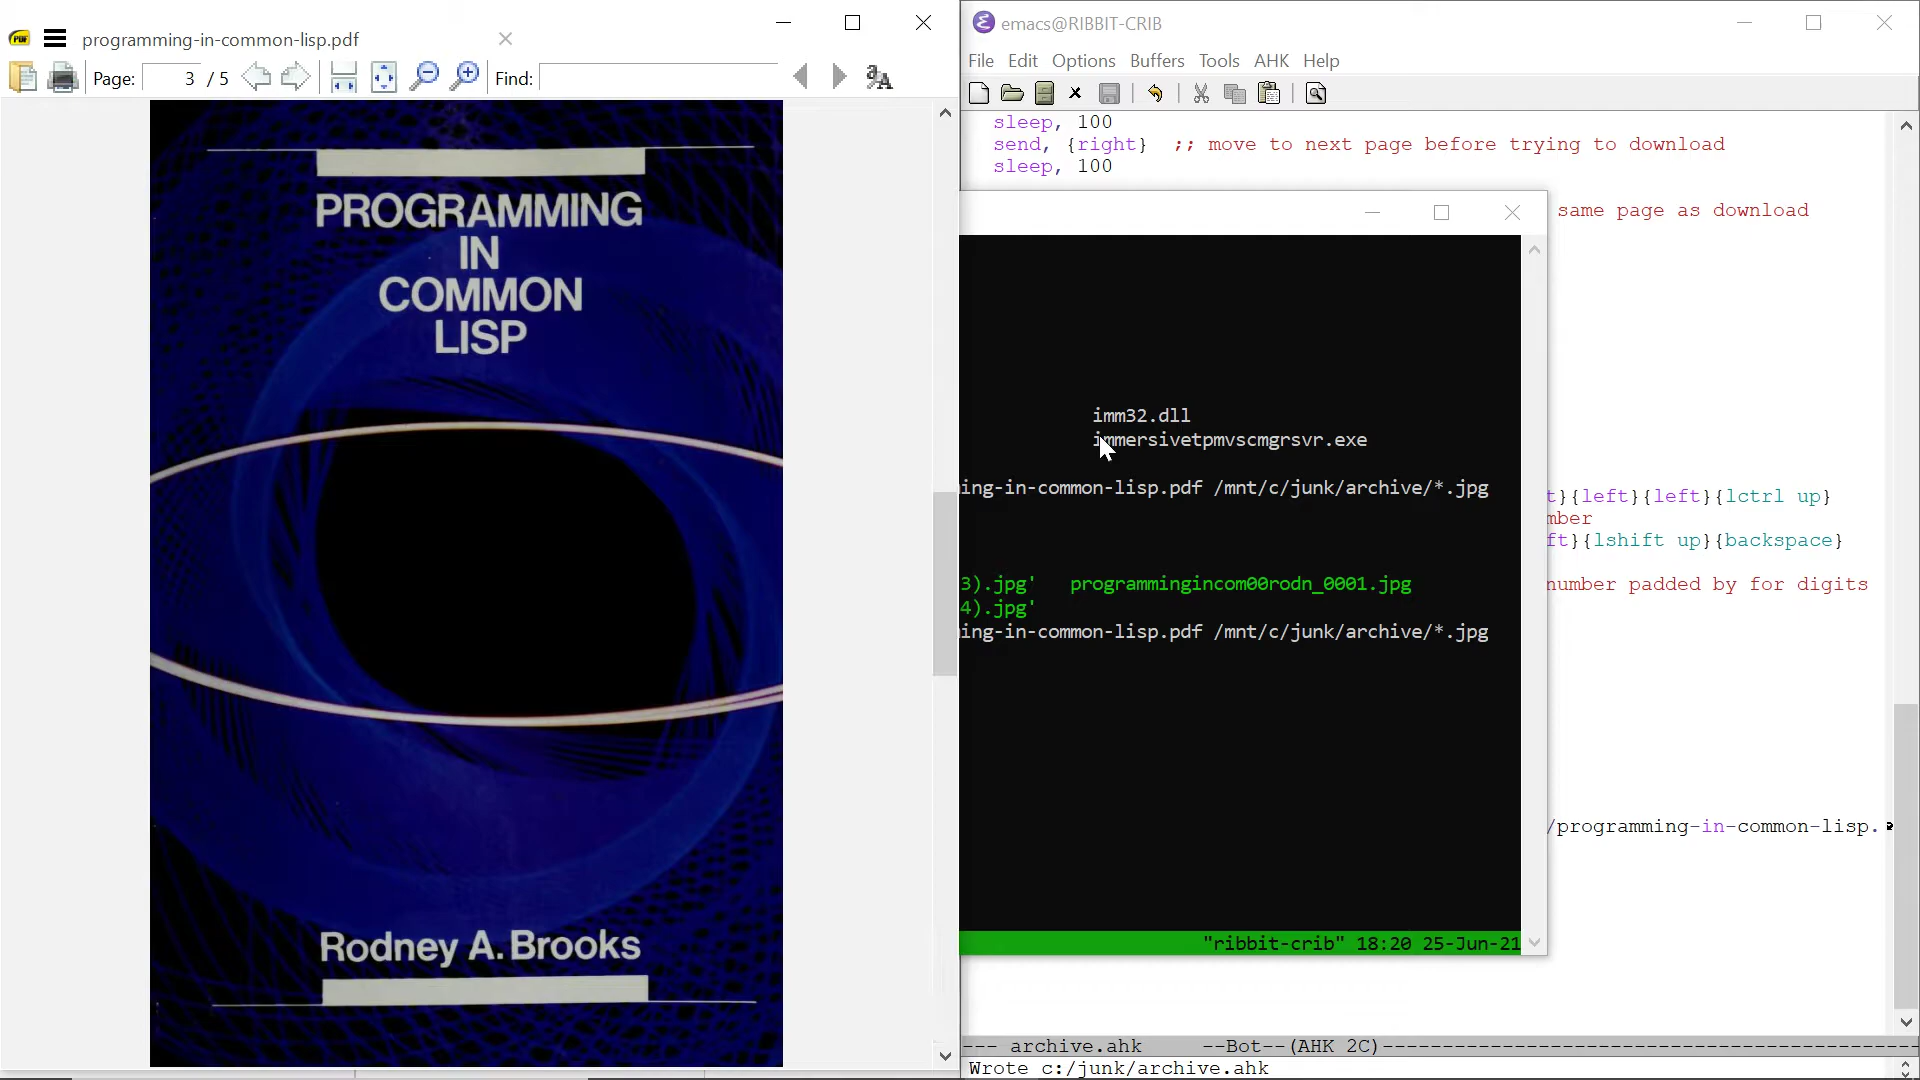 programming-in-common-lisp.pdf
Page: 3 / 5
Find:
PROGRAMMING
IN
COMMON
LISP
Rodney A. Brooks
emacs@RIBBIT-CRIB
File Edit Options Buffers Tools AHK Help
sleep, 100
send, {right} ;; move to next page before trying to download
sleep, 100
same page as download
imm32.dll
immersivetpmvscmgrsvr.exe
ing-in-common-lisp.pdf /mnt/c/junk/archive/*.jpg
t}{left}{left}{lctrl up}
mber
ft}{lshift up}{backspace}
3).jpg' programmingincom00rodn_0001.jpg
number padded by for digits
4).jpg'
ing-in-common-lisp.pdf /mnt/c/junk/archive/*.jpg
/programming-in-common-lisp.
"ribbit-crib" 18:20 25-Jun-21
--- archive.ahk --Bot--(AHK 2C)--------------------------------------------
Wrote c:/junk/archive.ahk